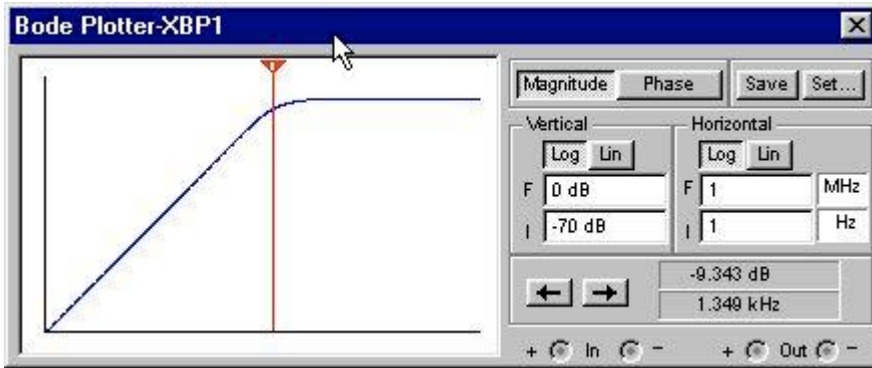 Bode Plotter-XBP1
Magnitude Phase Save Set...
Vertical Horizontal
Log Lin Log Lin
F 0 dB F 1 MHz
I -70 dB I 1 Hz
-9.343 dB
1.349 kHz
+ In - + Out -